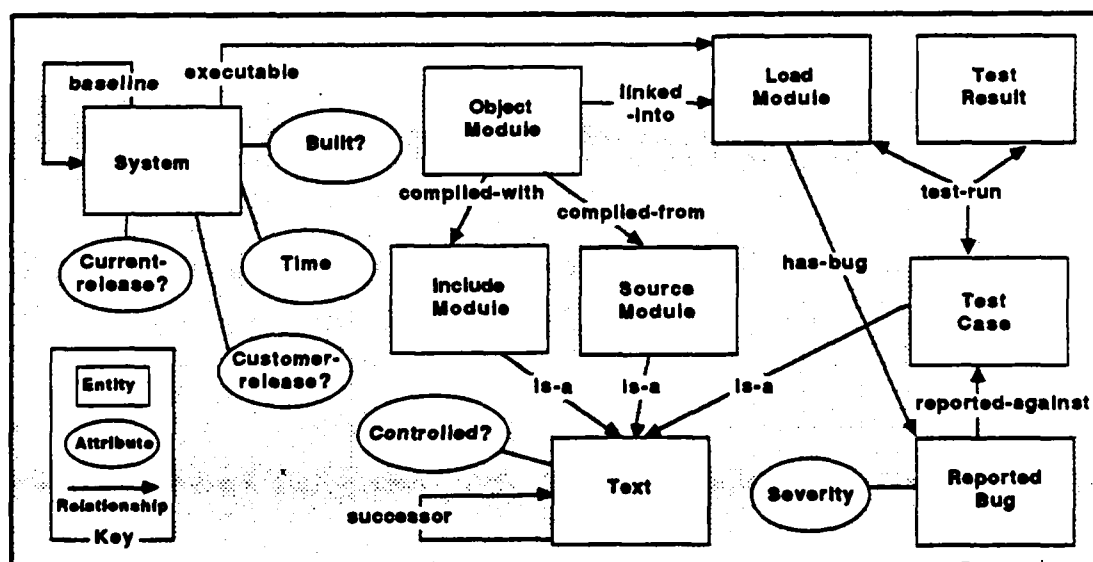 baseline
executable
System
Built?
Current-
release?
Time
Customer-
release?
Object
Module
linked
-into
Load
Module
Test
Result
compiled-with
compiled-from
test-run
Include
Module
Source
Module
has-bug
Test
Case
is-a
is-a
is-a
reported-against
Controlled?
Text
successor
Severity
Reported
Bug
Entity
Attribute
Relationship
Key